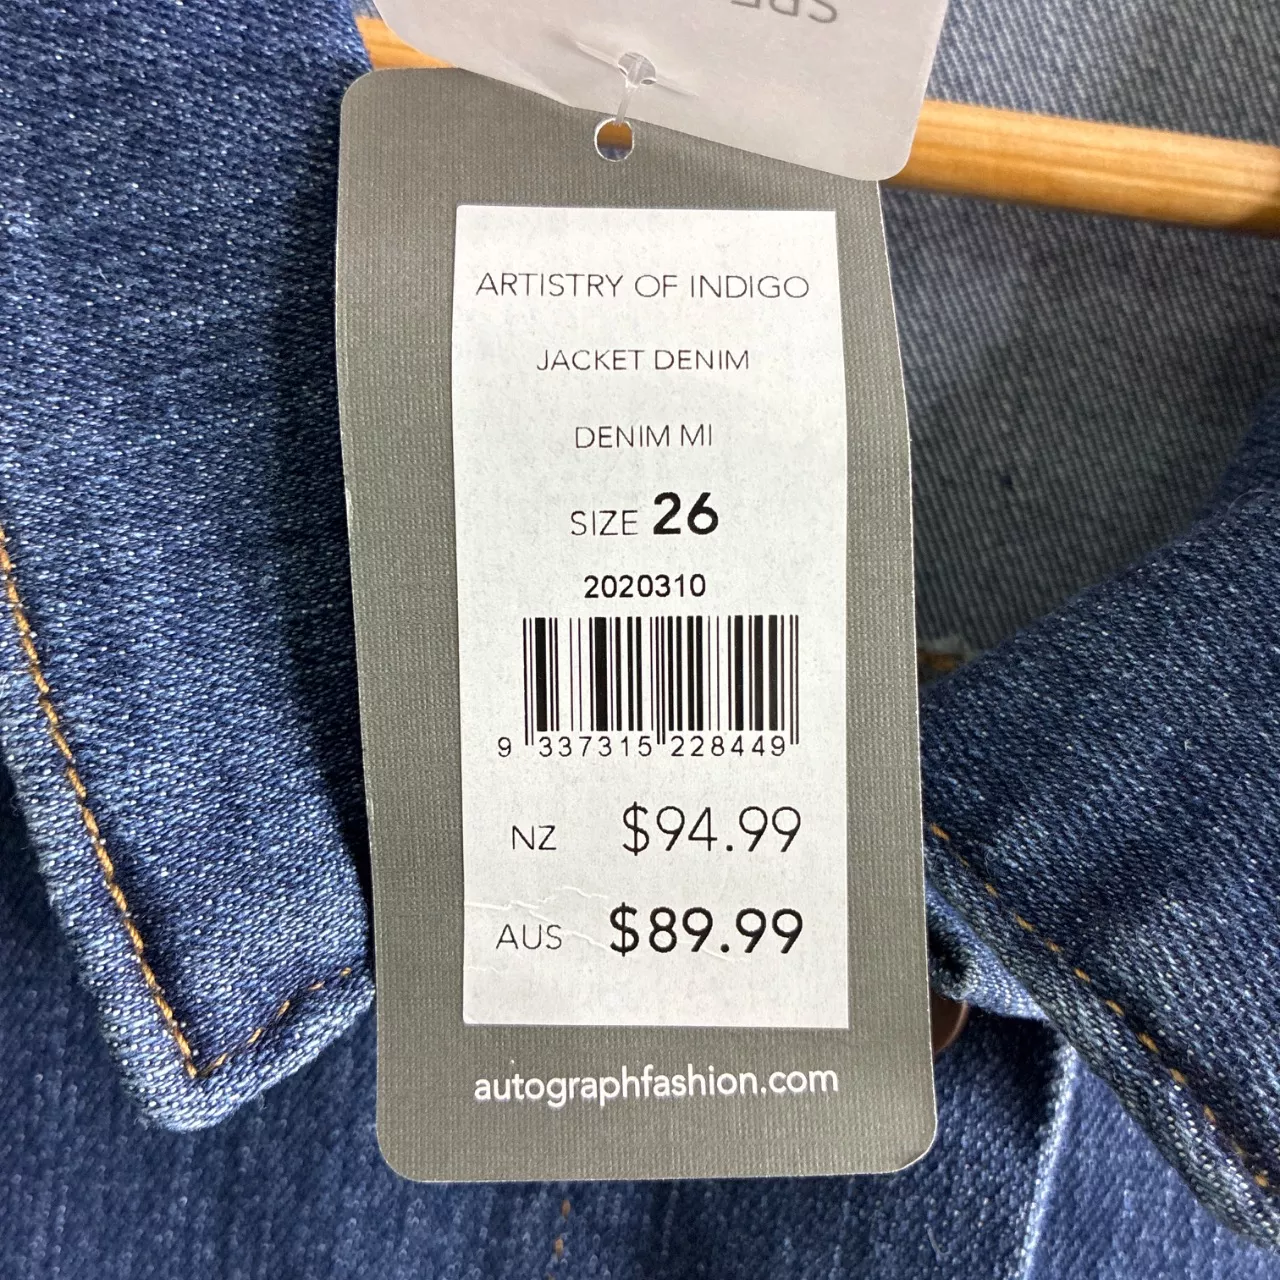 ARTISTRY OF INDIGO
JACKET DENIM
DENIM MI
SIZE 26
2020310
9 337315 228449
NZ $94.99
AUS $89.99
autographfashion.com